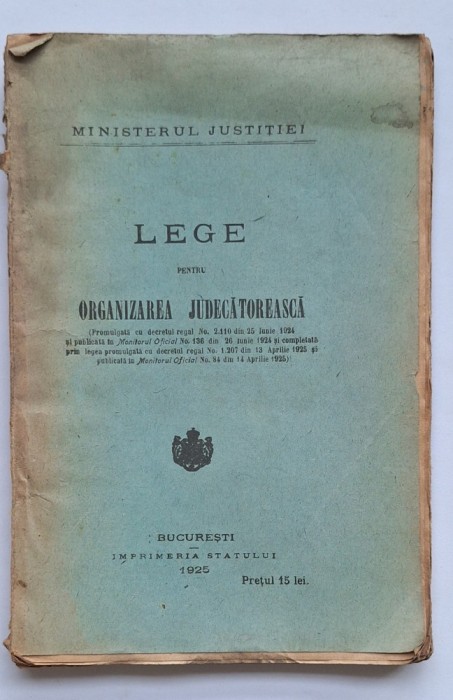 MINISTERUL JUSTIȚIEI
LEGE
PENTRU
ORGANIZAREA JUDECĂTOREASCĂ
(Promulgată cu decretul regal No. 2.110 din 25 Iunie 1924
și publicată în Monitorul Oficial No. 136 din 26 Iunie 1924 și completată
prin legea promulgată cu decretul regal No. 1.207 din 13 Aprilie 1925 și
publicată în Monitorul Oficial No. 84 din 14 Aprilie 1925)
BUCUREȘTI
IMPRIMERIA STATULUI
1925
Prețul 15 lei.